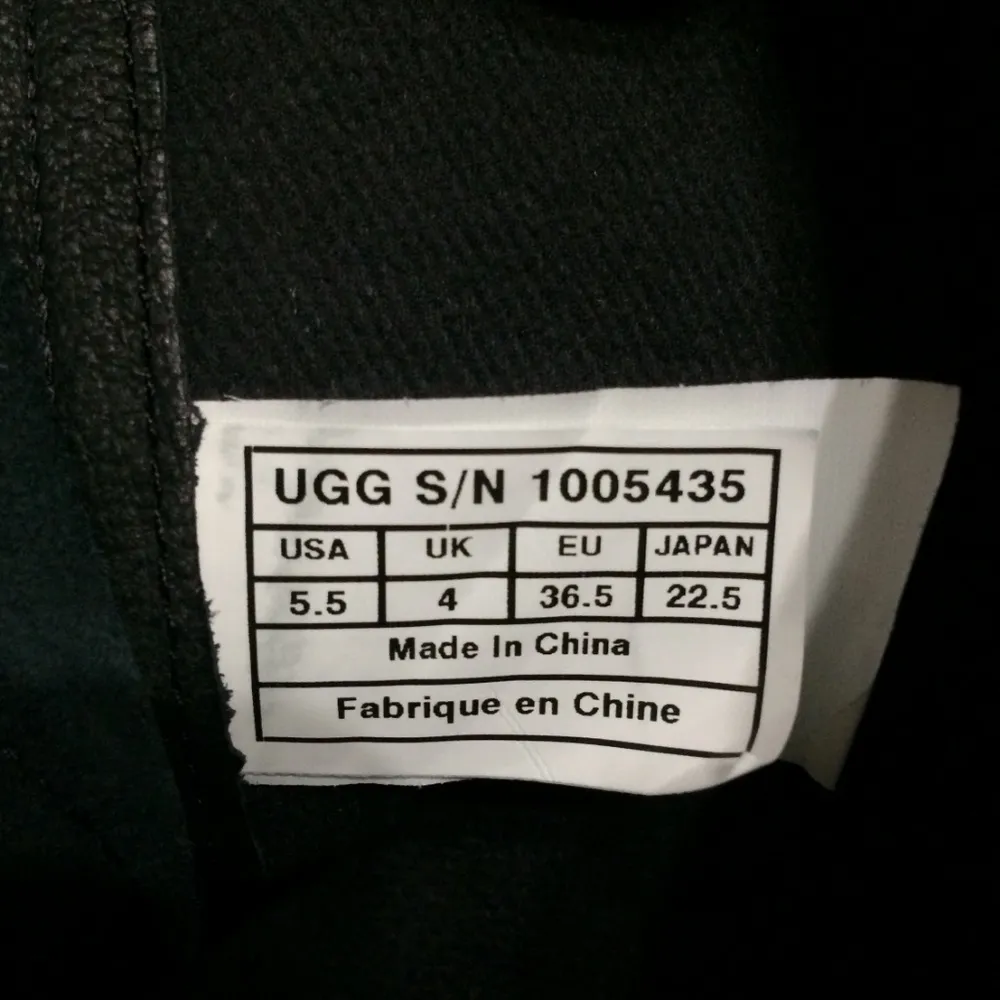 UGG S/N 1005435
USA UK EU JAPAN
5.5 4 36.5 22.5
Made In China
Fabrique en Chine